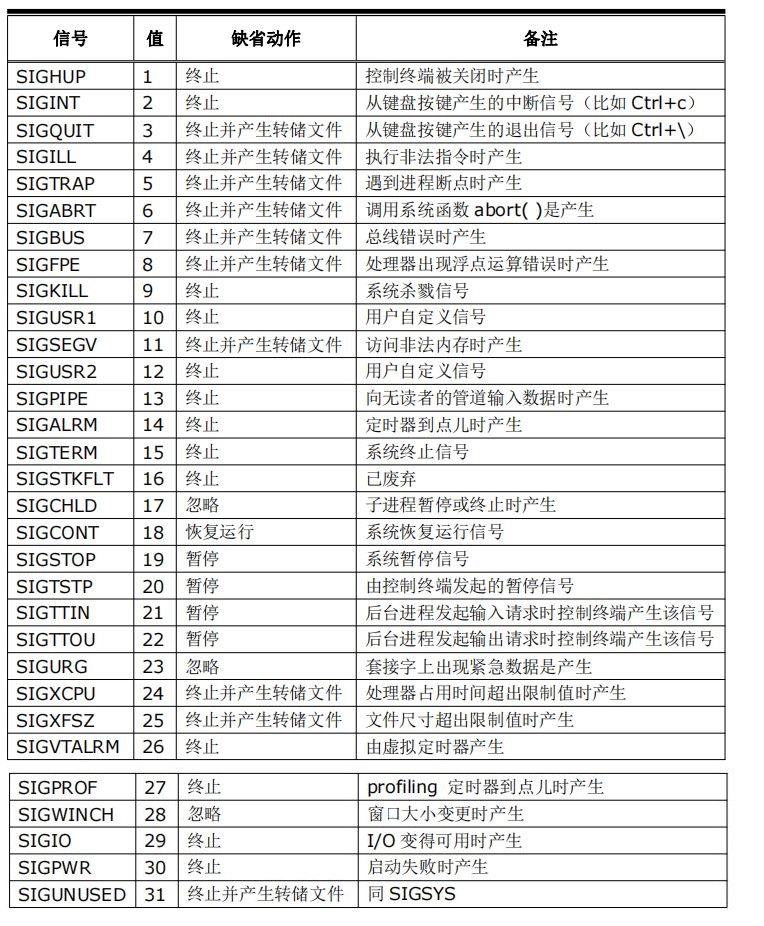 信号 值 缺省动作 备注
SIGHUP 1 终止 控制终端被关闭时产生
SIGINT 2 终止 从键盘按键产生的中断信号（比如 Ctrl+c）
SIGQUIT 3 终止并产生转储文件 从键盘按键产生的退出信号（比如 Ctrl+\）
SIGILL 4 终止并产生转储文件 执行非法指令时产生
SIGTRAP 5 终止并产生转储文件 遇到进程断点时产生
SIGABRT 6 终止并产生转储文件 调用系统函数 abort( )是产生
SIGBUS 7 终止并产生转储文件 总线错误时产生
SIGFPE 8 终止并产生转储文件 处理器出现浮点运算错误时产生
SIGKILL 9 终止 系统杀戮信号
SIGUSR1 10 终止 用户自定义信号
SIGSEGV 11 终止并产生转储文件 访问非法内存时产生
SIGUSR2 12 终止 用户自定义信号
SIGPIPE 13 终止 向无读者的管道输入数据时产生
SIGALRM 14 终止 定时器到点儿时产生
SIGTERM 15 终止 系统终止信号
SIGSTKFLT 16 终止 已废弃
SIGCHLD 17 忽略 子进程暂停或终止时产生
SIGCONT 18 恢复运行 系统恢复运行信号
SIGSTOP 19 暂停 系统暂停信号
SIGTSTP 20 暂停 由控制终端发起的暂停信号
SIGTTIN 21 暂停 后台进程发起输入请求时控制终端产生该信号
SIGTTOU 22 暂停 后台进程发起输出请求时控制终端产生该信号
SIGURG 23 忽略 套接字上出现紧急数据是产生
SIGXCPU 24 终止并产生转储文件 处理器占用时间超出限制值时产生
SIGXFSZ 25 终止并产生转储文件 文件尺寸超出限制值时产生
SIGVTALRM 26 终止 由虚拟定时器产生
SIGPROF 27 终止 profiling 定时器到点儿时产生
SIGWINCH 28 忽略 窗口大小变更时产生
SIGIO 29 终止 I/O 变得可用时产生
SIGPWR 30 终止 启动失败时产生
SIGUNUSED 31 终止并产生转储文件 同 SIGSYS